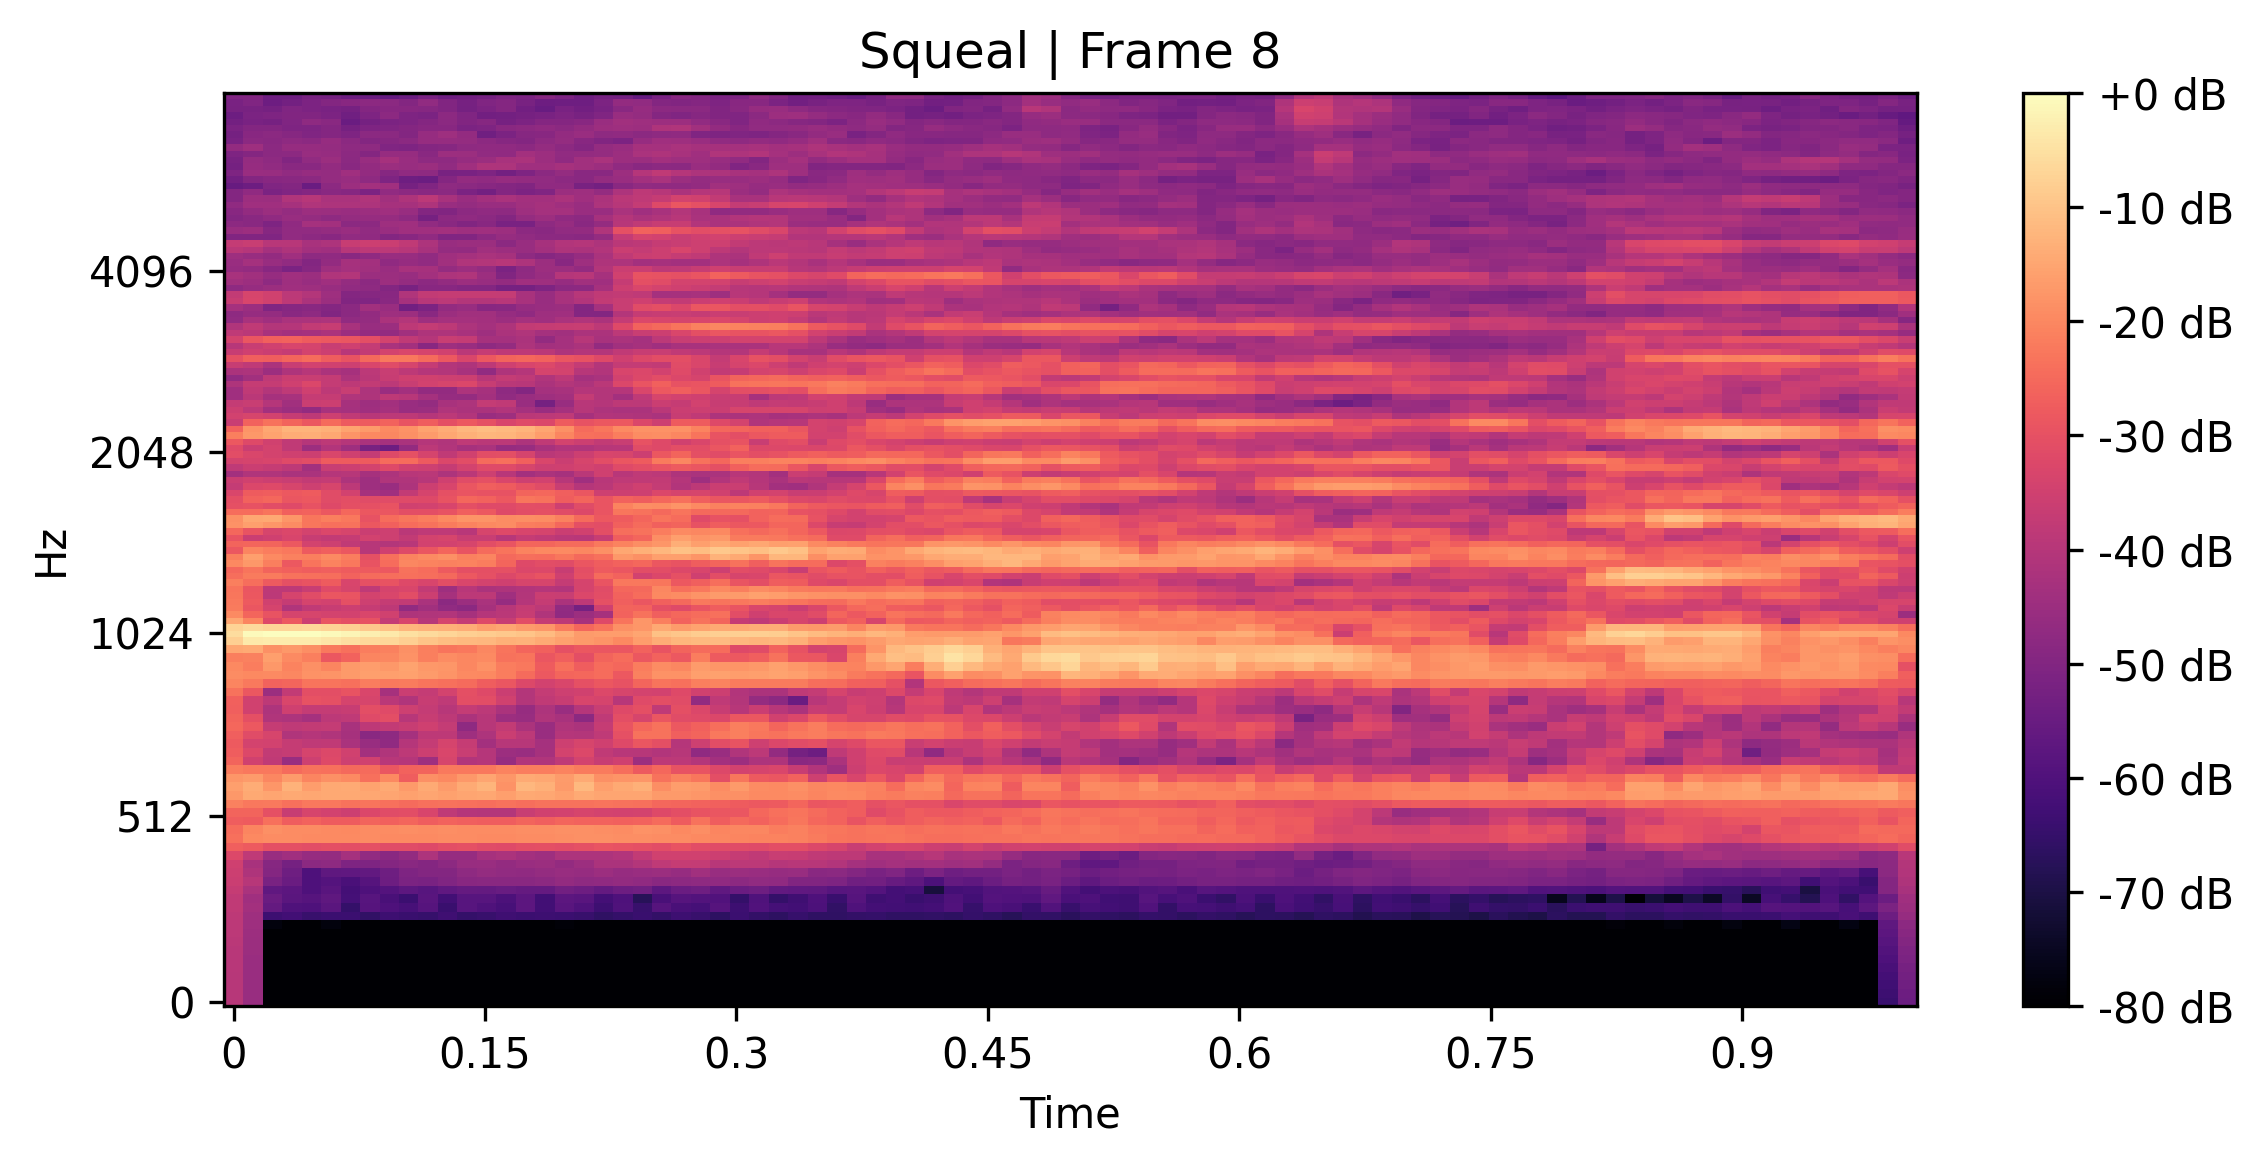 Squeal | Frame 8
Hz
4096
2048
1024
512
0
0 0.15 0.3 0.45 0.6 0.75 0.9
Time
+0 dB
-10 dB
-20 dB
-30 dB
-40 dB
-50 dB
-60 dB
-70 dB
-80 dB